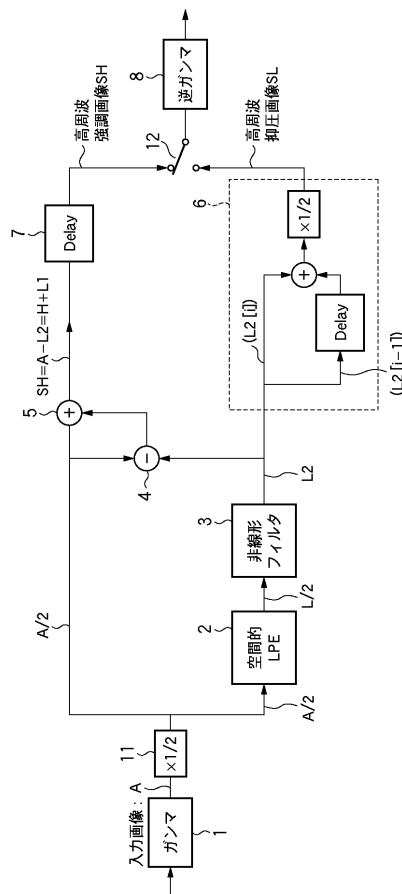 入力画像：A
ガンマ
1
11
×1/2
A/2
A/2
2
空間的
LPE
L/2
3
非線形
フィルタ
L2
4
−
5
+
SH=A−L2=H+L1
7
Delay
高周波
強調画像SH
12
8
逆ガンマ
高周波
抑圧画像SL
6
×1/2
+
(L2 [i])
Delay
(L2 [i−1])